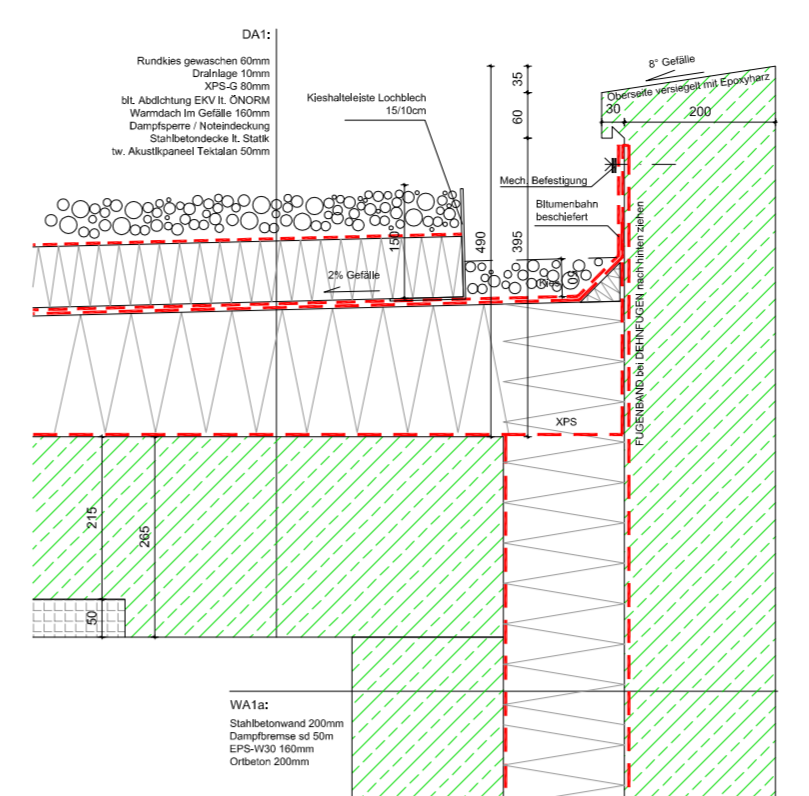 DA1:
Rundkies gewaschen 60mm
Drainlage 10mm
XPS-G 80mm
blt. Abdichtung EKV lt. ÖNORM
Warmdach im Gefälle 160mm
Dampfsperre / Noteindeckung
Stahlbetondecke lt. Statik
tw. Akustikpaneel Tektalan 50mm
Kieshalteleiste Lochblech
15/10cm
8° Gefälle
Oberseite versiegelt mit Epoxyharz
35
60
30
200
Mech. Befestigung
Bitumenbahn
beschiefert
490
395
150
2% Gefälle
Kies
50
FUGENBAND bei DEHNFUGEN nach hinten ziehen
XPS
215
265
50
WA1a:
Stahlbetonwand 200mm
Dampfbremse sd 50m
EPS-W30 160mm
Ortbeton 200mm